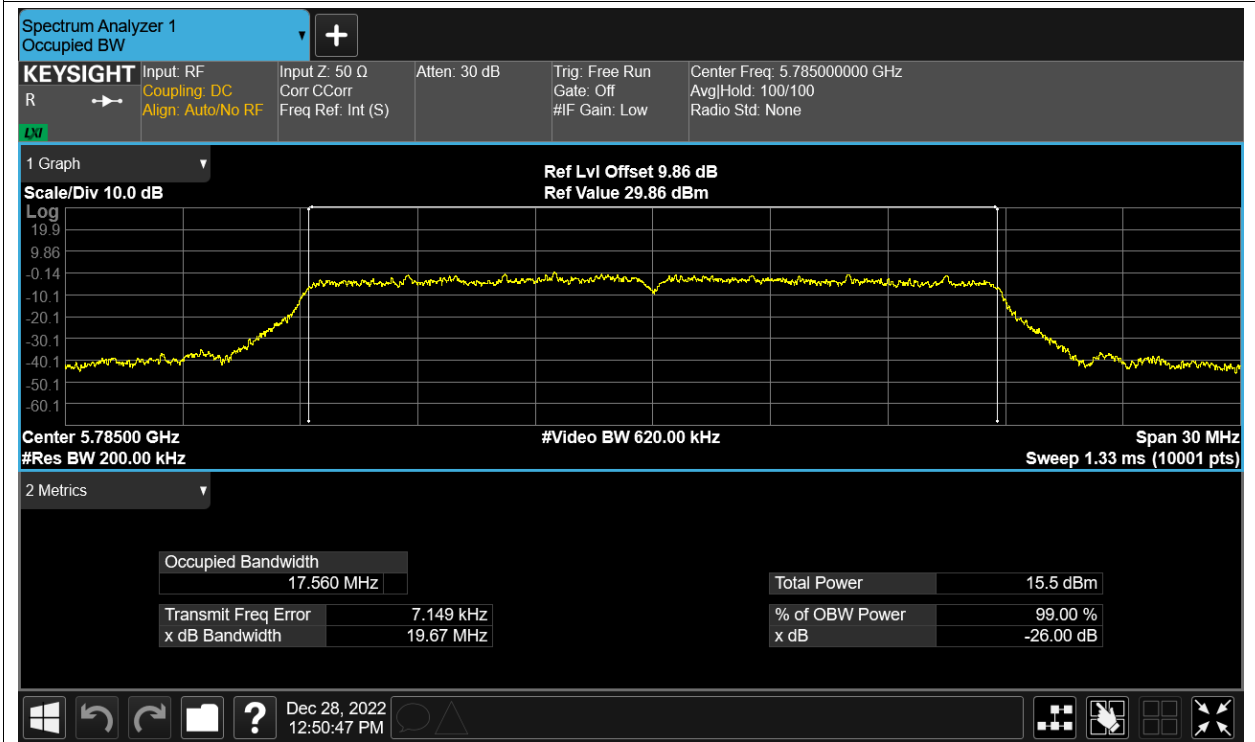 Spectrum Analyzer 1
Occupied BW
+
KEYSIGHT Input: RF Input Z: 50 Ω Atten: 30 dB Trig: Free Run Center Freq: 5.785000000 GHz
R Coupling: DC Corr CCorr Gate: Off Avg|Hold: 100/100
Align: Auto/No RF Freq Ref: Int (S) #IF Gain: Low Radio Std: None
LXI
1 Graph
Ref Lvl Offset 9.86 dB
Scale/Div 10.0 dB Ref Value 29.86 dBm
Log
19.9
9.86
-0.14
-10.1
-20.1
-30.1
-40.1
-50.1
-60.1
Center 5.78500 GHz #Video BW 620.00 kHz Span 30 MHz
#Res BW 200.00 kHz Sweep 1.33 ms (10001 pts)
2 Metrics
Occupied Bandwidth
17.560 MHz Total Power 15.5 dBm
Transmit Freq Error 7.149 kHz % of OBW Power 99.00 %
x dB Bandwidth 19.67 MHz x dB -26.00 dB
? Dec 28, 2022
12:50:47 PM